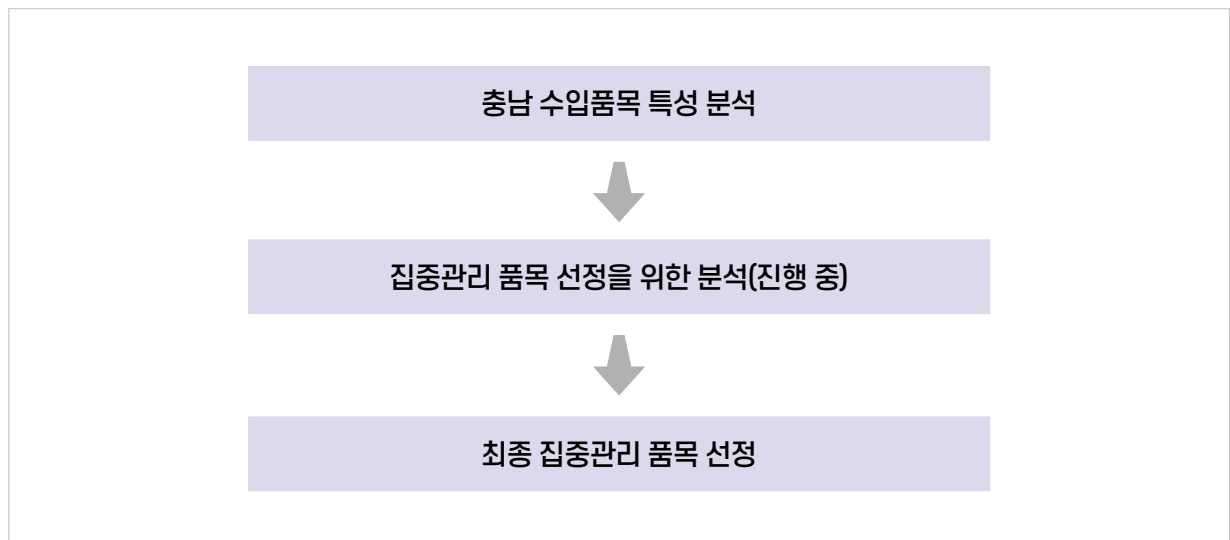 충남 수입품목 특성 분석
집중관리 품목 선정을 위한 분석(진행 중)
최종 집중관리 품목 선정